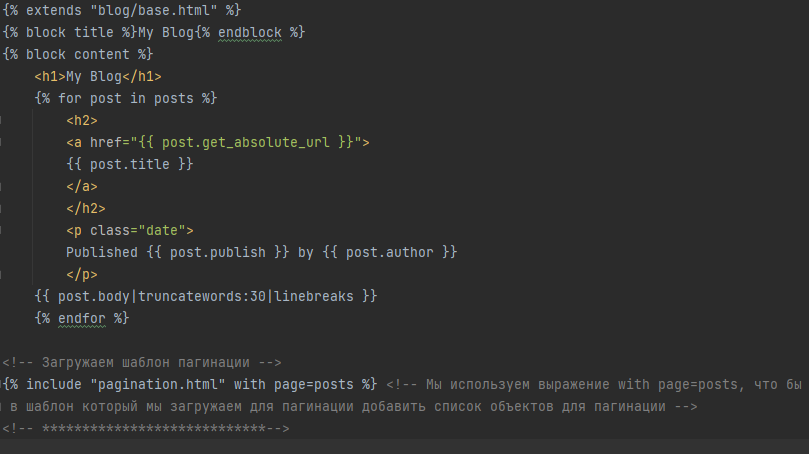 {% extends "blog/base.html" %}
{% block title %}My Blog{% endblock %}
{% block content %}
    <h1>My Blog</h1>
    {% for post in posts %}
        <h2>
        <a href="{{ post.get_absolute_url }}">
        {{ post.title }}
        </a>
        </h2>
        <p class="date">
        Published {{ post.publish }} by {{ post.author }}
        </p>
    {{ post.body|truncatewords:30|linebreaks }}
    {% endfor %}

<!-- Загружаем шаблон пагинации -->
{% include "pagination.html" with page=posts %} <!-- Мы используем выражение with page=posts, что бы
в шаблон который мы загружаем для пагинации добавить список объектов для пагинации -->
<!-- ****************************-->